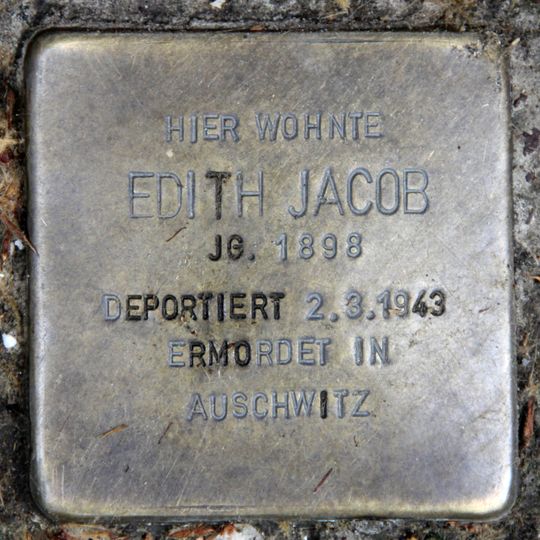 HIER WOHNTE
EDITH JACOB
JG. 1898
DEPORTIERT 2.3.1943
ERMORDET IN
AUSCHWITZ